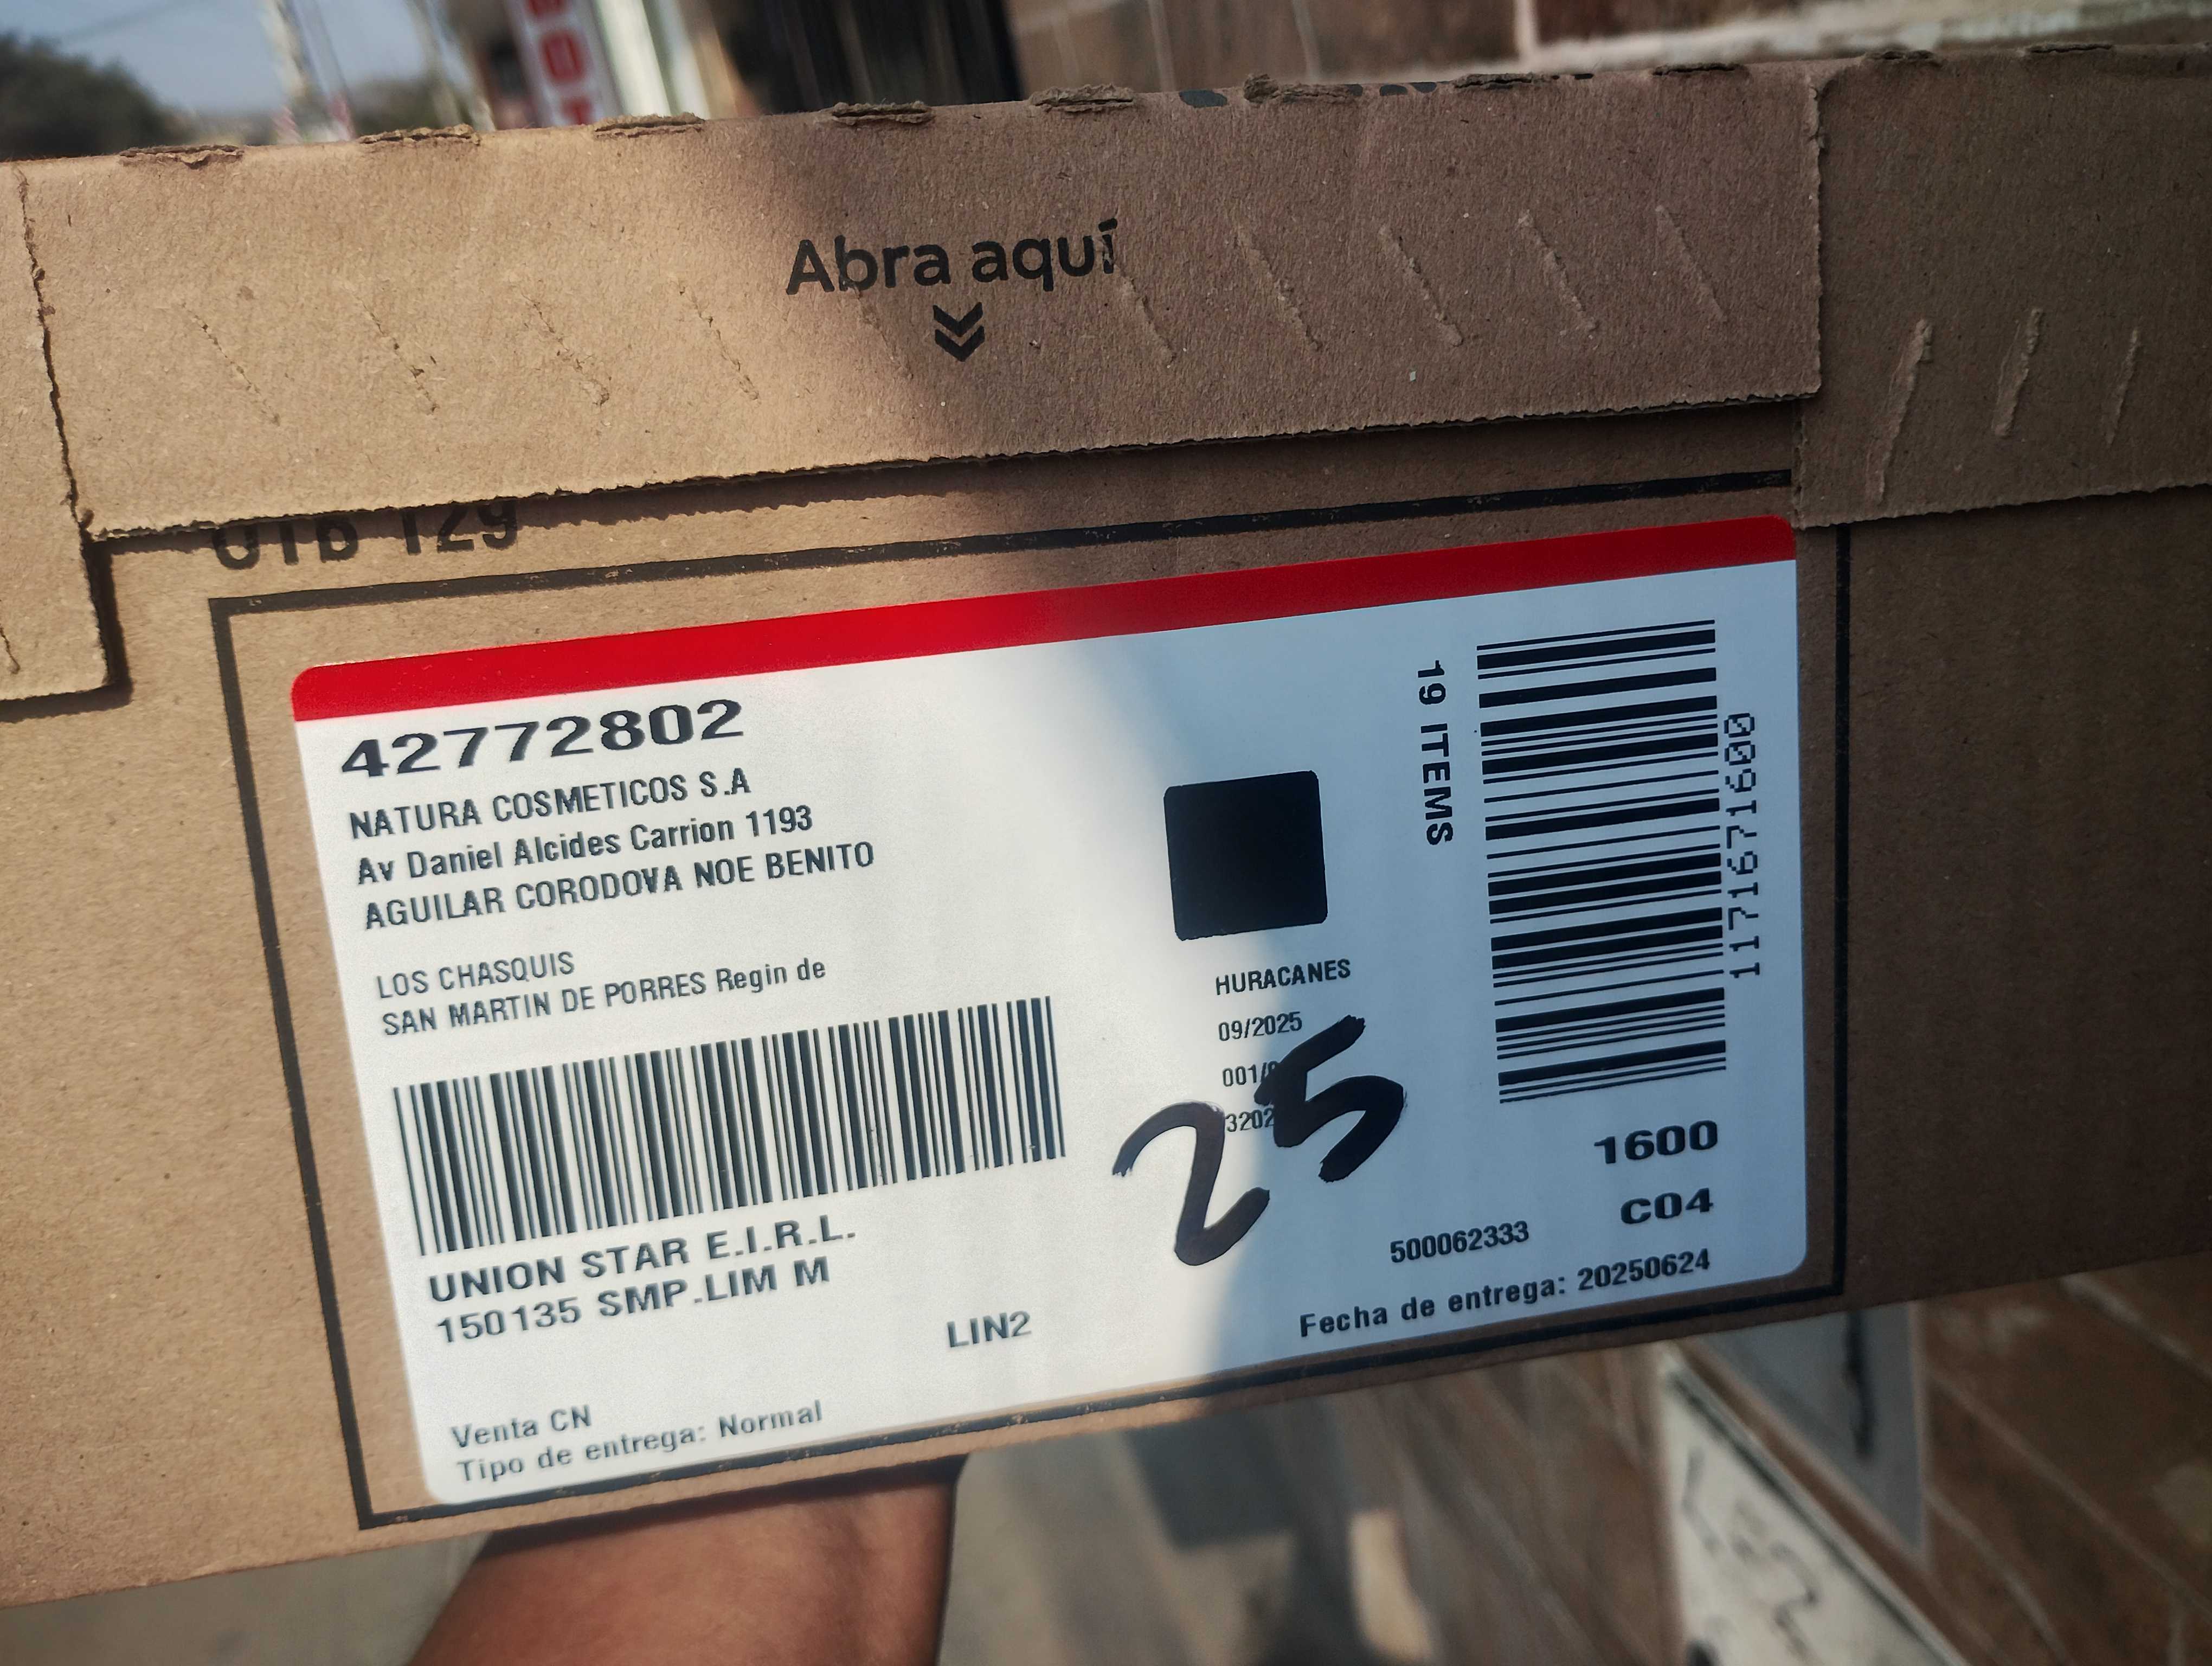 Abra aquí
42772802
NATURA COSMETICOS S.A
Av Daniel Alcides Carrion 1193
AGUILAR CORODOVA NOE BENITO
LOS CHASQUIS
SAN MARTIN DE PORRES Regin de
UNION STAR E.I.R.L.
150135 SMP.LIM M
LIN2
Venta CN
Tipo de entrega: Normal
HURACANES
09/2025
25
19 ITEMS
1171671600
1600
C04
500062333
Fecha de entrega: 20250624